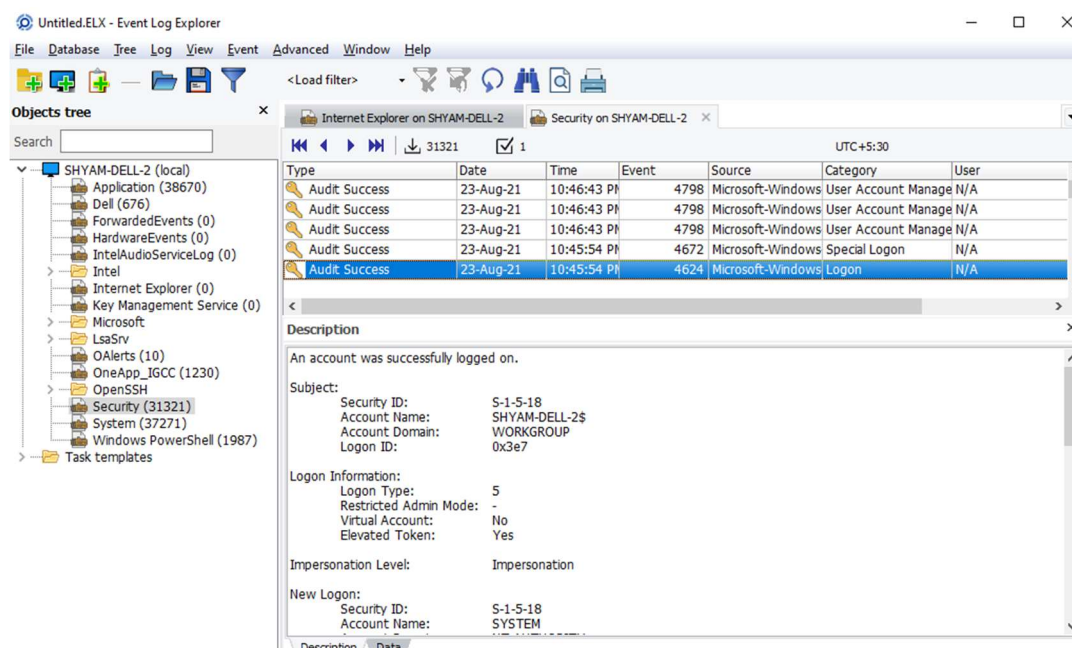 Untitled.ELX - Event Log Explorer
File Database Tree Log View Event Advanced Window Help
<Load filter>
Objects tree
Search
SHYAM-DELL-2 (local)
Application (38670)
Dell (676)
ForwardedEvents (0)
HardwareEvents (0)
IntelAudioServiceLog (0)
Intel
Internet Explorer (0)
Key Management Service (0)
Microsoft
LsaSrv
OAlerts (10)
OneApp_IGCC (1230)
OpenSSH
Security (31321)
System (37271)
Windows PowerShell (1987)
Task templates
Internet Explorer on SHYAM-DELL-2 Security on SHYAM-DELL-2
31321 1 UTC+5:30
Type Date Time Event Source Category User
Audit Success 23-Aug-21 10:46:43 PM 4798 Microsoft-Windows User Account Manage N/A
Audit Success 23-Aug-21 10:46:43 PM 4798 Microsoft-Windows User Account Manage N/A
Audit Success 23-Aug-21 10:46:43 PM 4798 Microsoft-Windows User Account Manage N/A
Audit Success 23-Aug-21 10:45:54 PM 4672 Microsoft-Windows Special Logon N/A
Audit Success 23-Aug-21 10:45:54 PM 4624 Microsoft-Windows Logon N/A
Description
An account was successfully logged on.
Subject:
Security ID: S-1-5-18
Account Name: SHYAM-DELL-2$
Account Domain: WORKGROUP
Logon ID: 0x3e7
Logon Information:
Logon Type: 5
Restricted Admin Mode: -
Virtual Account: No
Elevated Token: Yes
Impersonation Level: Impersonation
New Logon:
Security ID: S-1-5-18
Account Name: SYSTEM
Description Data